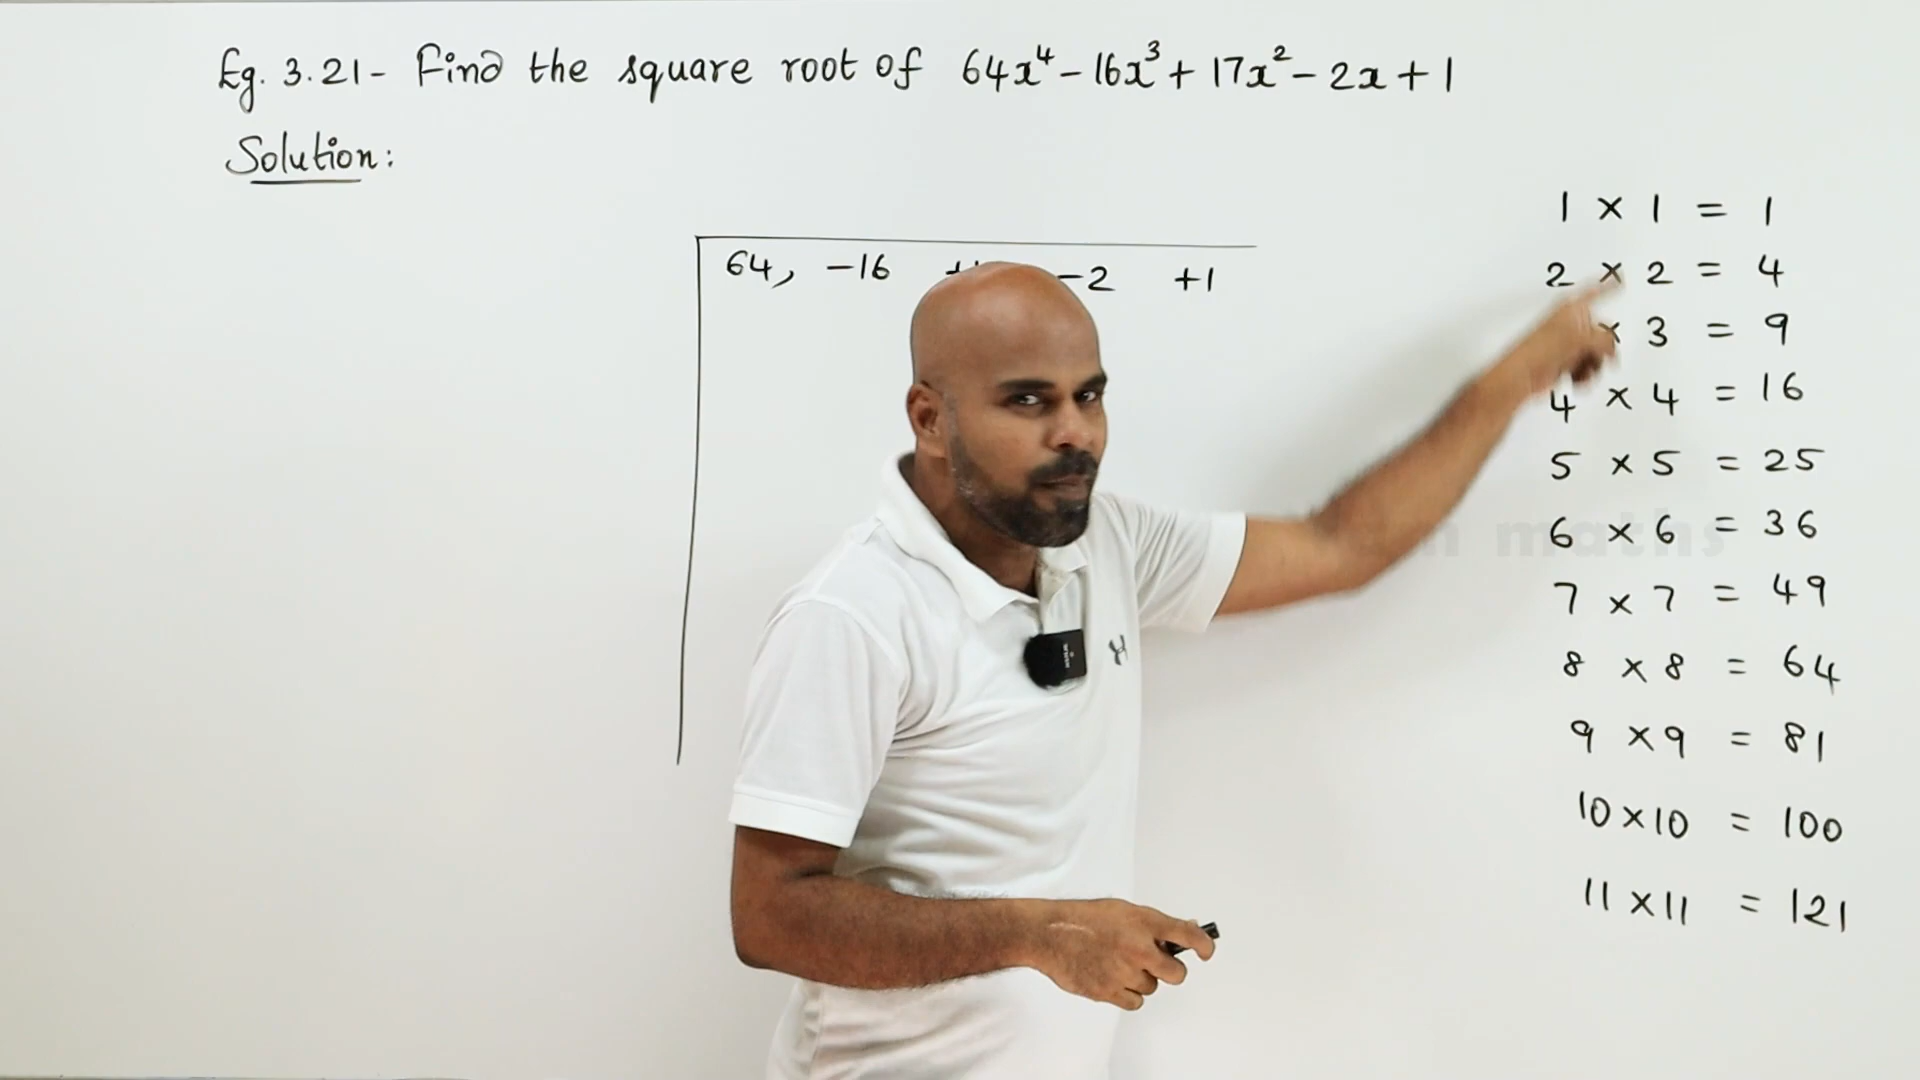 Eg. 3.21- Find the square root of 64x⁴ - 16x³ + 17x² - 2x + 1
Solution:
64, -16 -2 +1
1 × 1 = 1
2 × 2 = 4
× 3 = 9
4 × 4 = 16
5 × 5 = 25
6 × 6 = 36
7 × 7 = 49
8 × 8 = 64
9 × 9 = 81
10 × 10 = 100
11 × 11 = 121
maths